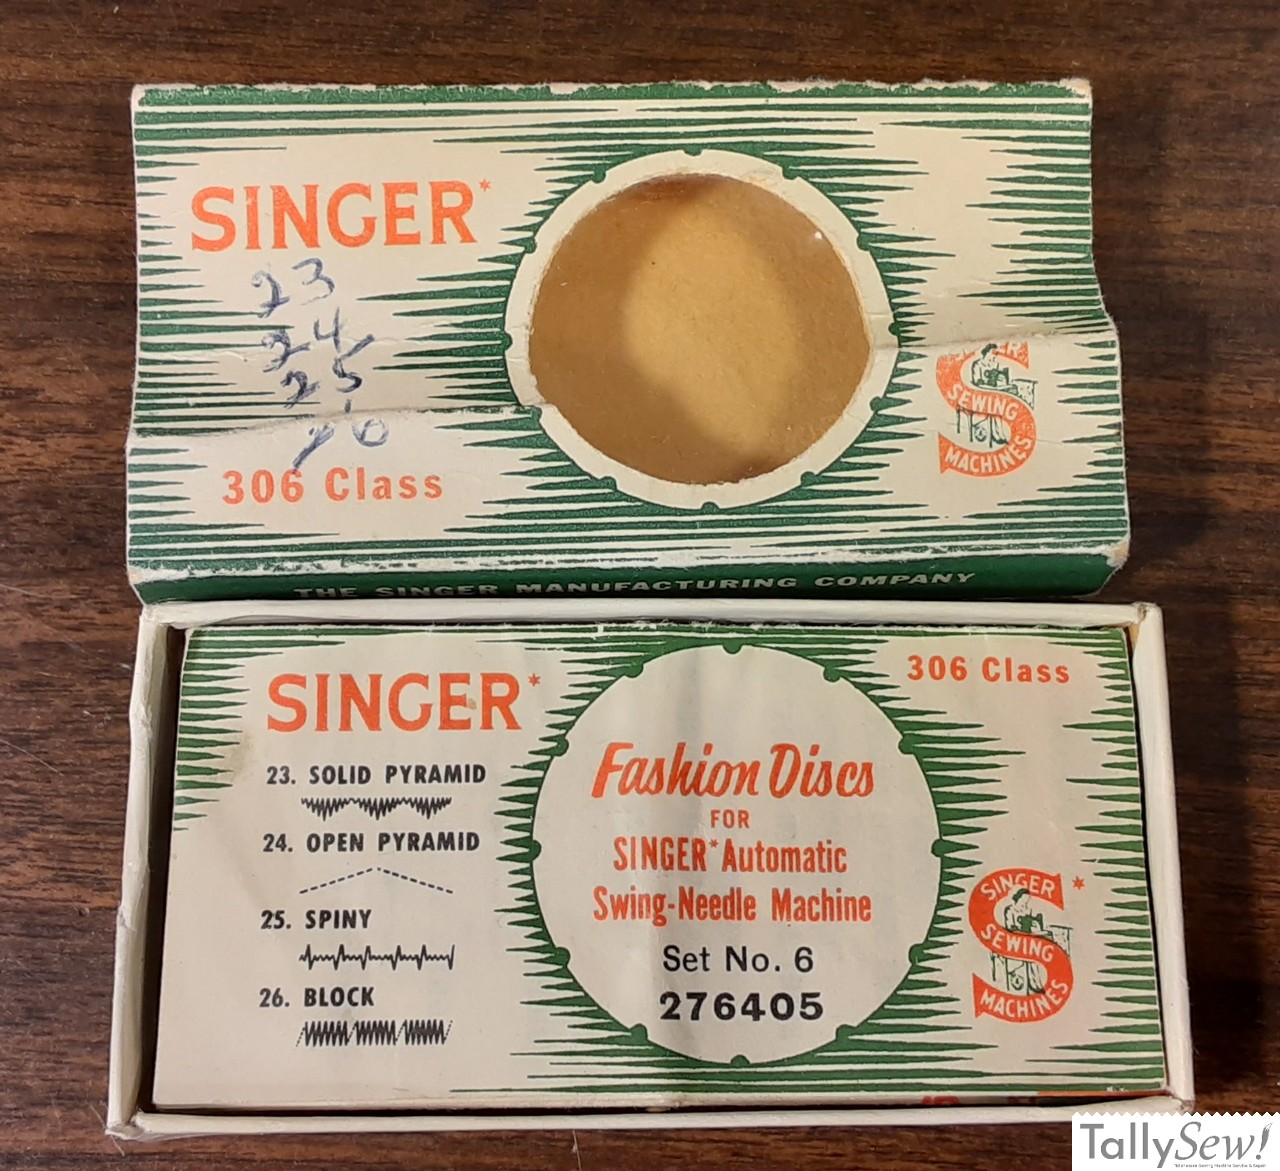 SINGER*
23
24
25
26
306 Class
SINGER
SEWING
MACHINES
THE SINGER MANUFACTURING COMPANY
SINGER*
306 Class
23. SOLID PYRAMID
24. OPEN PYRAMID
25. SPINY
26. BLOCK
Fashion Discs
FOR
SINGER* Automatic
Swing-Needle Machine
Set No. 6
276405
SINGER *
SEWING
MACHINES
TallySew!